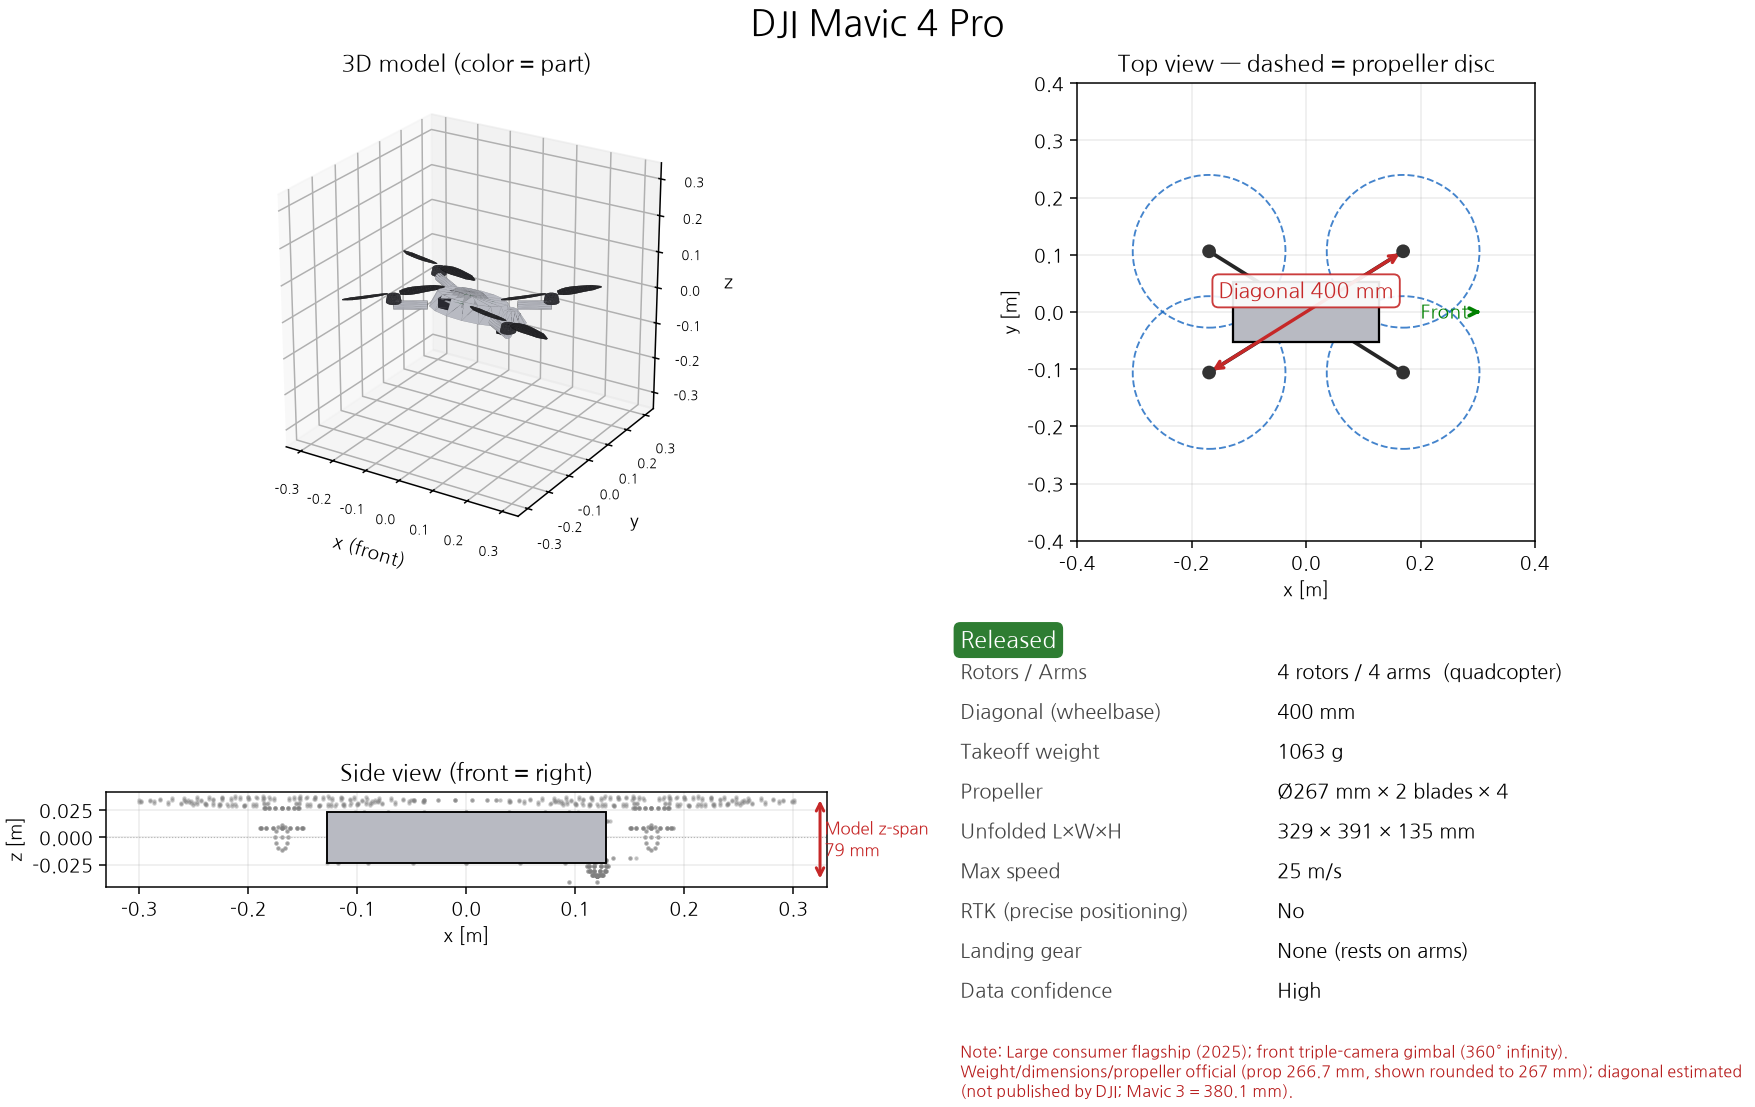 DJI Mavic 4 Pro
3D model (color = part)
0.3
0.2
0.1
0.0
-0.1
-0.2
-0.3
z
-0.3
-0.2
-0.1
0.0
0.1
0.2
0.3
x (front)
-0.3
-0.2
-0.1
0.0
0.1
0.2
0.3
y
Top view — dashed = propeller disc
0.4
0.3
0.2
0.1
0.0
-0.1
-0.2
-0.3
-0.4
y [m]
Diagonal 400 mm
Front
-0.4
-0.2
0.0
0.2
0.4
x [m]
Side view (front = right)
0.025
0.000
-0.025
z [m]
Model z-span
79 mm
-0.3
-0.2
-0.1
0.0
0.1
0.2
0.3
x [m]
Released
Rotors / Arms 4 rotors / 4 arms (quadcopter)
Diagonal (wheelbase) 400 mm
Takeoff weight 1063 g
Propeller Ø267 mm × 2 blades × 4
Unfolded L×W×H 329 × 391 × 135 mm
Max speed 25 m/s
RTK (precise positioning) No
Landing gear None (rests on arms)
Data confidence High
Note: Large consumer flagship (2025); front triple-camera gimbal (360° infinity).
Weight/dimensions/propeller official (prop 266.7 mm, shown rounded to 267 mm); diagonal estimated
(not published by DJI; Mavic 3 = 380.1 mm).